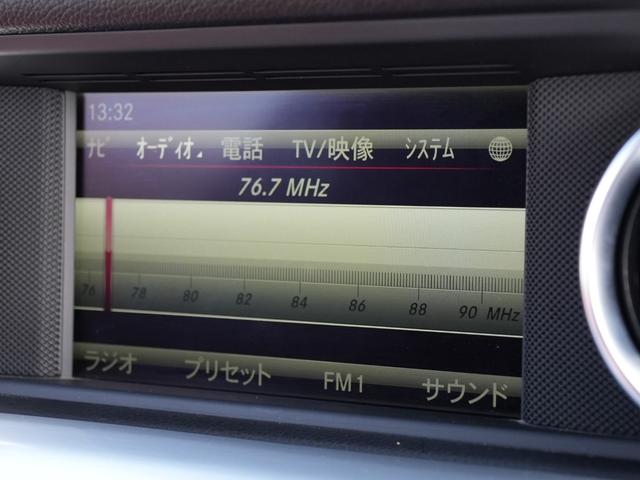 13:32
ﾅﾋﾞ ｵｰﾃﾞｨｵ 電話 TV/映像 ｼｽﾃﾑ
76.7 MHz
76 78 80 82 84 86 88 90 MHz
ラジオ プリセット FM1 サウンド